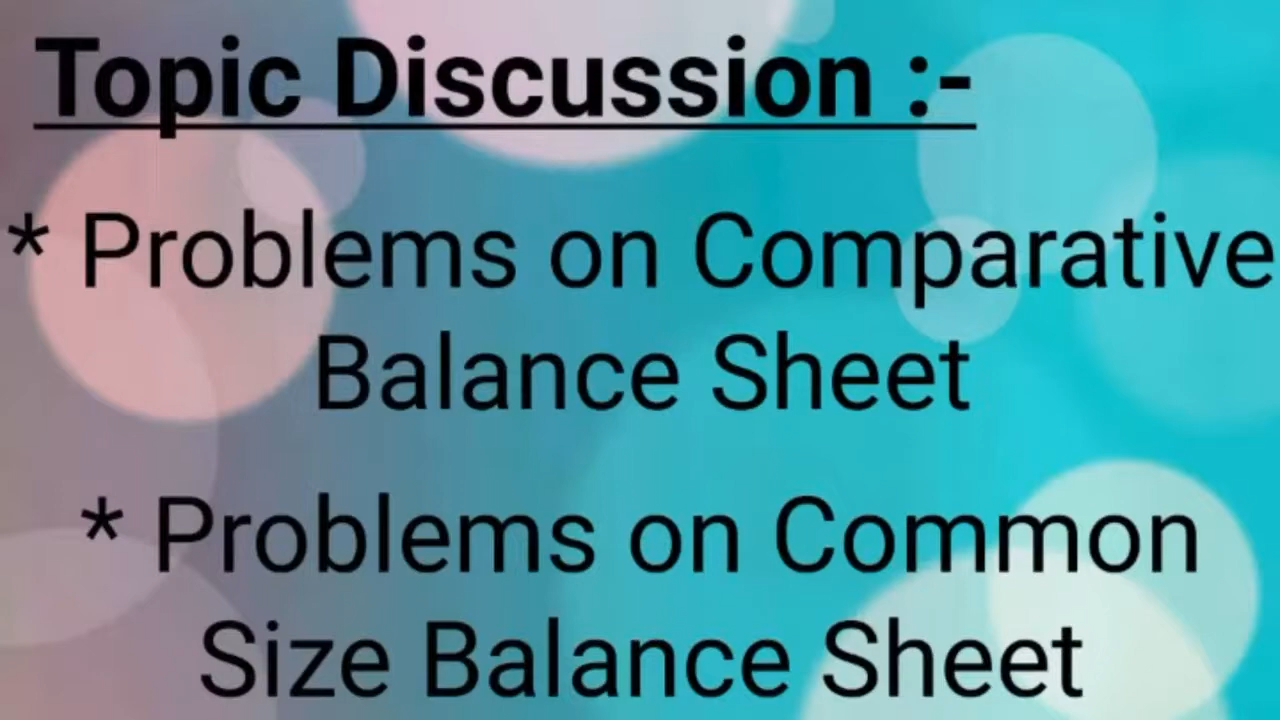 Topic Discussion :-
* Problems on Comparative
Balance Sheet
* Problems on Common
Size Balance Sheet